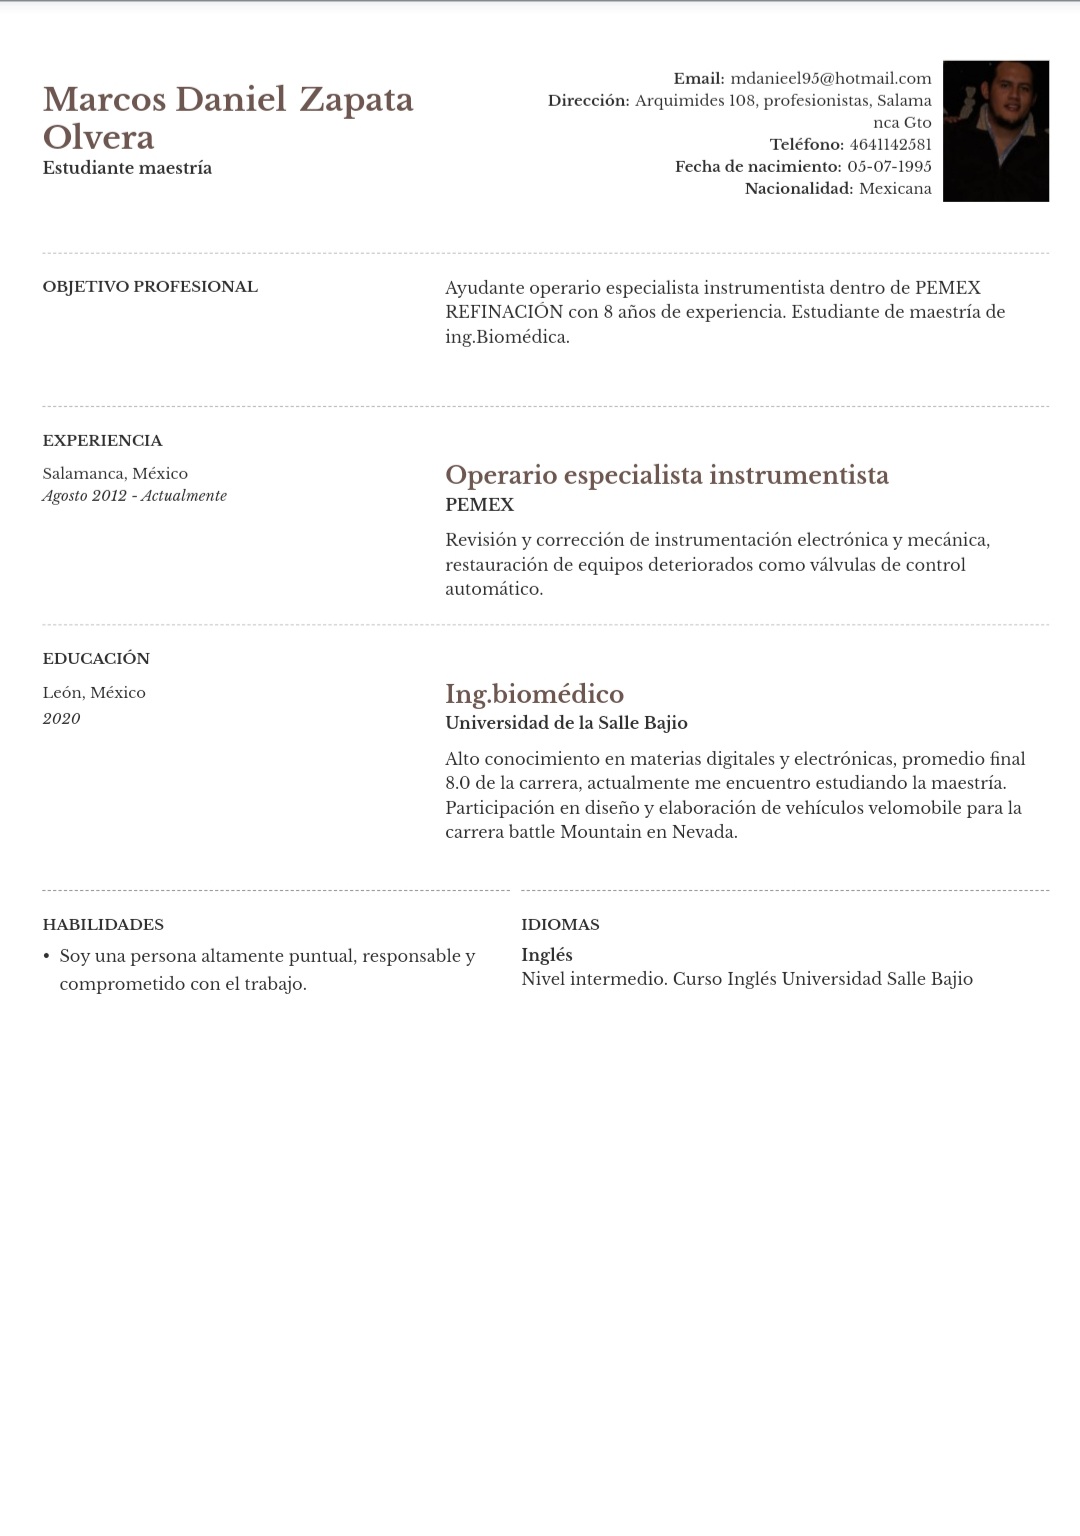 Marcos Daniel Zapata
Olvera
Estudiante maestría
Email: mdanieel95@hotmail.com
Dirección: Arquimides 108, profesionistas, Salama
nca Gto
Teléfono: 4641142581
Fecha de nacimiento: 05-07-1995
Nacionalidad: Mexicana
OBJETIVO PROFESIONAL
Ayudante operario especialista instrumentista dentro de PEMEX
REFINACIÓN con 8 años de experiencia. Estudiante de maestría de
ing.Biomédica.
EXPERIENCIA
Salamanca, México
Agosto 2012 - Actualmente
Operario especialista instrumentista
PEMEX
Revisión y corrección de instrumentación electrónica y mecánica,
restauración de equipos deteriorados como válvulas de control
automático.
EDUCACIÓN
León, México
2020
Ing.biomédico
Universidad de la Salle Bajio
Alto conocimiento en materias digitales y electrónicas, promedio final
8.0 de la carrera, actualmente me encuentro estudiando la maestría.
Participación en diseño y elaboración de vehículos velomobile para la
carrera battle Mountain en Nevada.
HABILIDADES
• Soy una persona altamente puntual, responsable y
comprometido con el trabajo.
IDIOMAS
Inglés
Nivel intermedio. Curso Inglés Universidad Salle Bajio